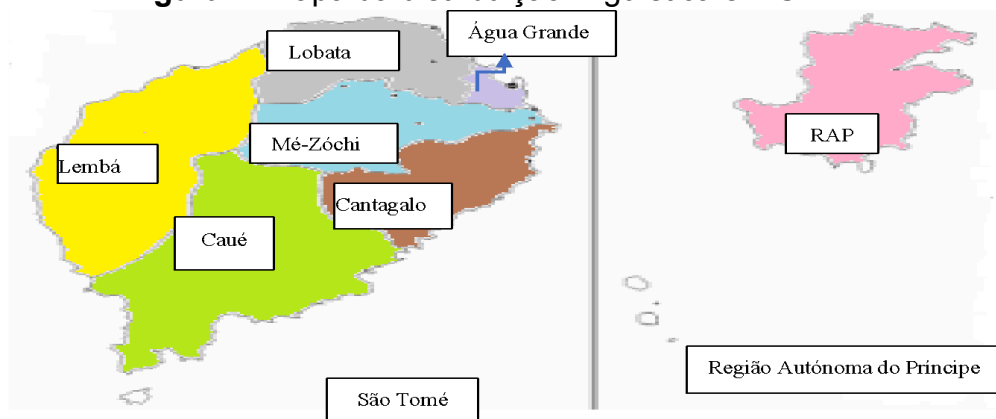 Água Grande
Lobata
Mé-Zóchi
RAP
Lembá
Cantagalo
Caué
Região Autónoma do Príncipe
São Tomé